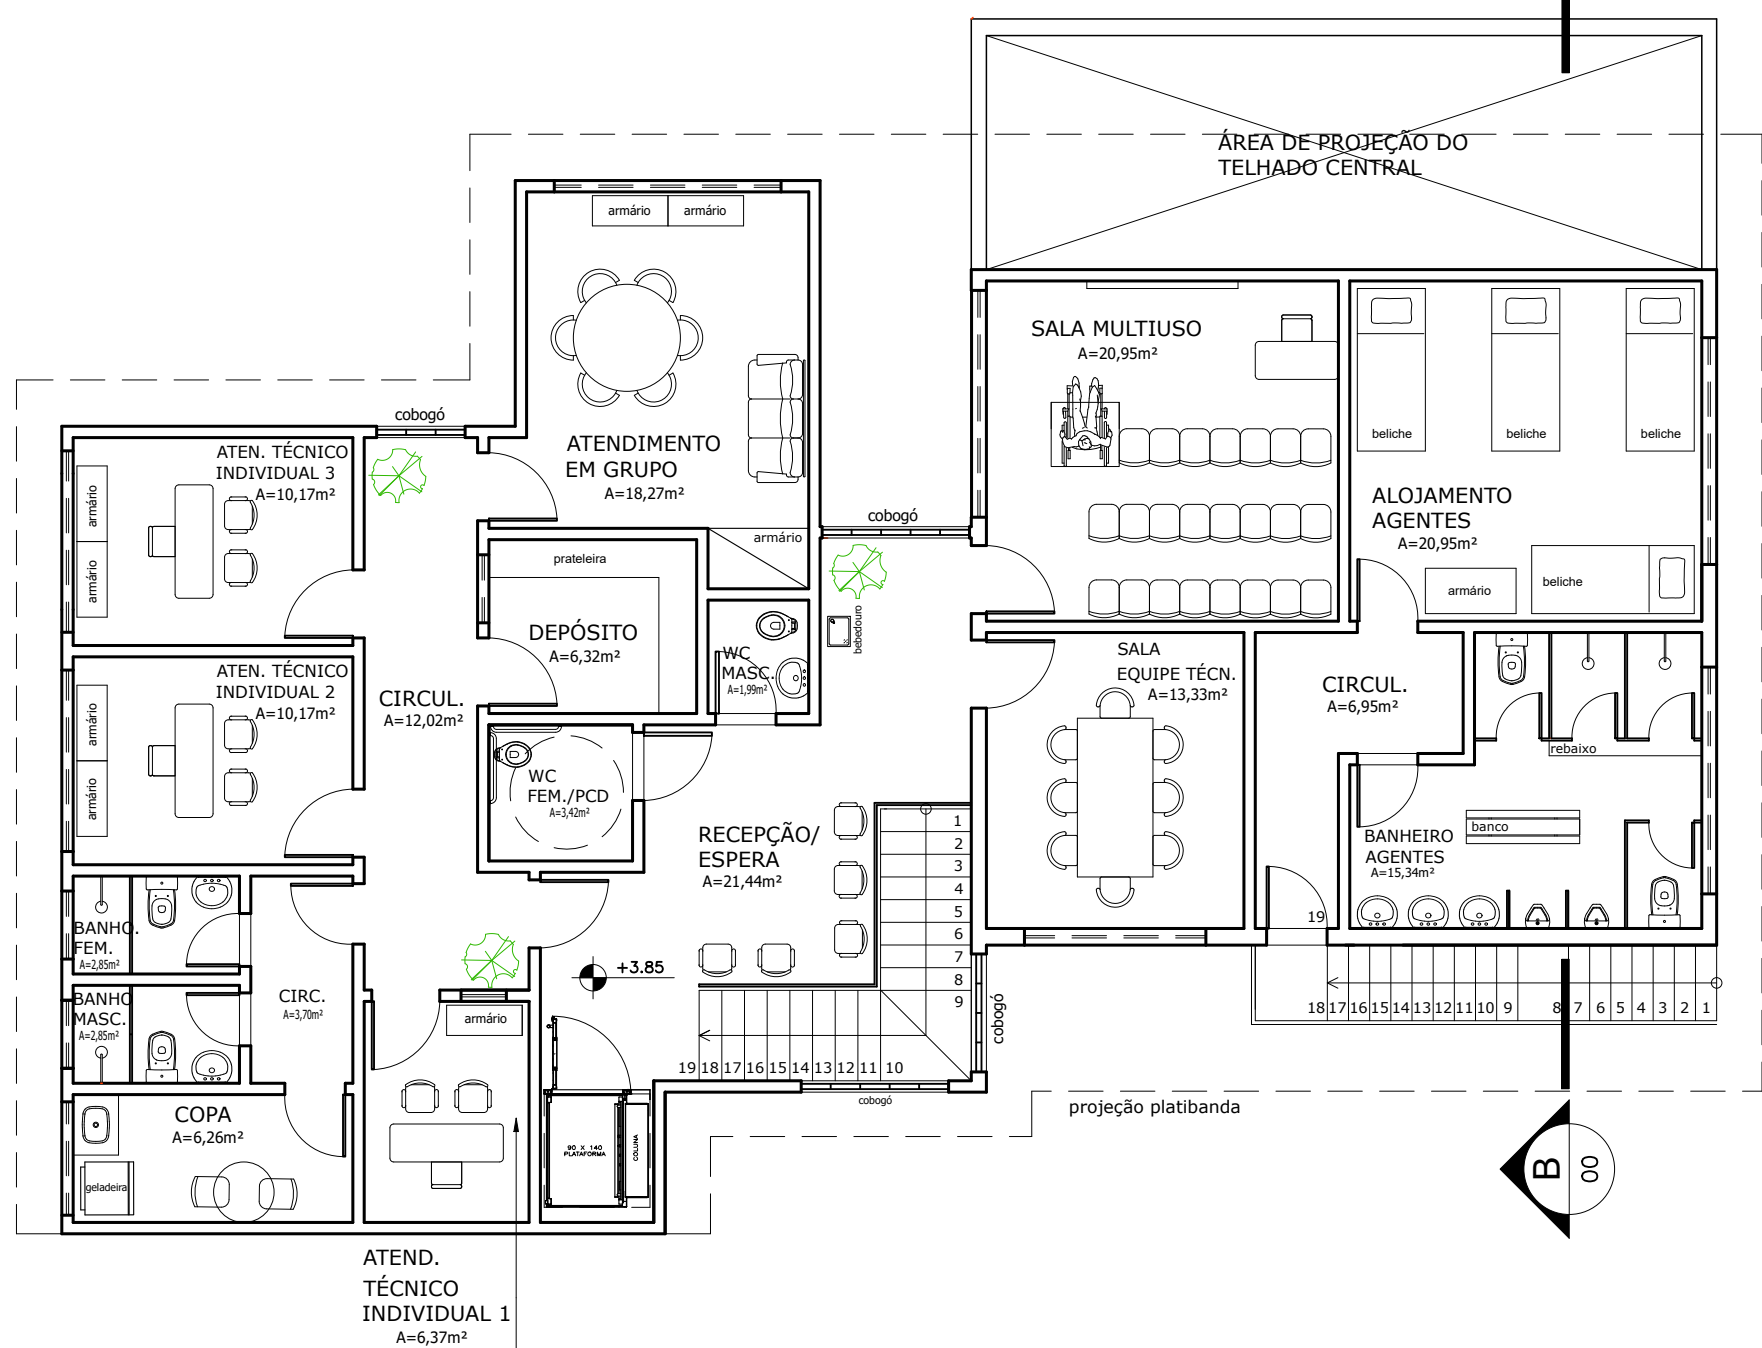 ÁREA DE PROJEÇÃO DO
TELHADO CENTRAL
armário
armário
ATENDIMENTO
EM GRUPO
A=18,27m²
armário
SALA MULTIUSO
A=20,95m²
beliche
beliche
beliche
ALOJAMENTO
AGENTES
A=20,95m²
armário
beliche
cobogó
ATEN. TÉCNICO
INDIVIDUAL 3
A=10,17m²
armário
armário
cobogó
prateleira
DEPÓSITO
A=6,32m²
WC
MASC.
A=1,99m²
bebedouro
ATEN. TÉCNICO
INDIVIDUAL 2
A=10,17m²
armário
armário
CIRCUL.
A=12,02m²
SALA
EQUIPE TÉCN.
A=13,33m²
CIRCUL.
A=6,95m²
rebaixo
WC
FEM./PCD
A=3,42m²
RECEPÇÃO/
ESPERA
A=21,44m²
banco
BANHEIRO
AGENTES
A=15,34m²
1
2
3
4
5
6
7
8
9
19 18 17 16 15 14 13 12 11 10
cobogó
cobogó
19
18 17 16 15 14 13 12 11 10 9 8 7 6 5 4 3 2 1
BANHO.
FEM.
A=2,85m²
BANHO
MASC.
A=2,85m²
CIRC.
A=3,70m²
+3.85
armário
COPA
A=6,26m²
geladeira
90 X 140
PLATAFORMA
COLUNA
projeção platibanda
B
00
ATEND.
TÉCNICO
INDIVIDUAL 1
A=6,37m²